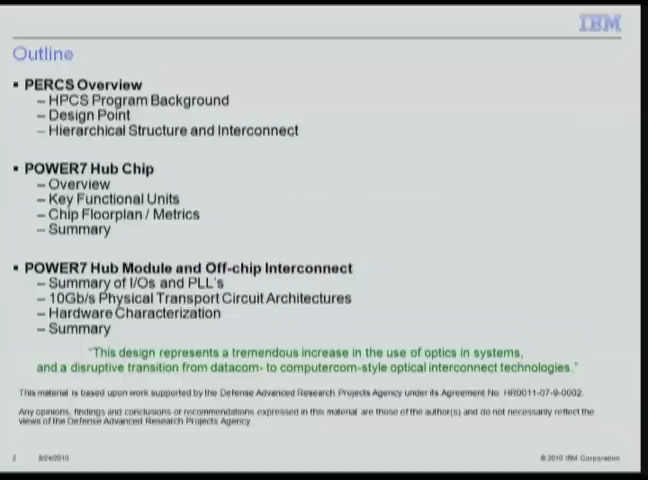 IBM
Outline
▪ PERCS Overview
– HPCS Program Background
– Design Point
– Hierarchical Structure and Interconnect
▪ POWER7 Hub Chip
– Overview
– Key Functional Units
– Chip Floorplan / Metrics
– Summary
▪ POWER7 Hub Module and Off-chip Interconnect
– Summary of I/Os and PLL's
– 10Gb/s Physical Transport Circuit Architectures
– Hardware Characterization
– Summary
"This design represents a tremendous increase in the use of optics in systems,
and a disruptive transition from datacom- to computercom-style optical interconnect technologies."
This material is based upon work supported by the Defense Advanced Research Projects Agency under its Agreement No. HR0011-07-9-0002.
Any opinions, findings and conclusions or recommendations expressed in this material are those of the author(s) and do not necessarily reflect the
views of the Defense Advanced Research Projects Agency.
2 8/24/2010 © 2010 IBM Corporation